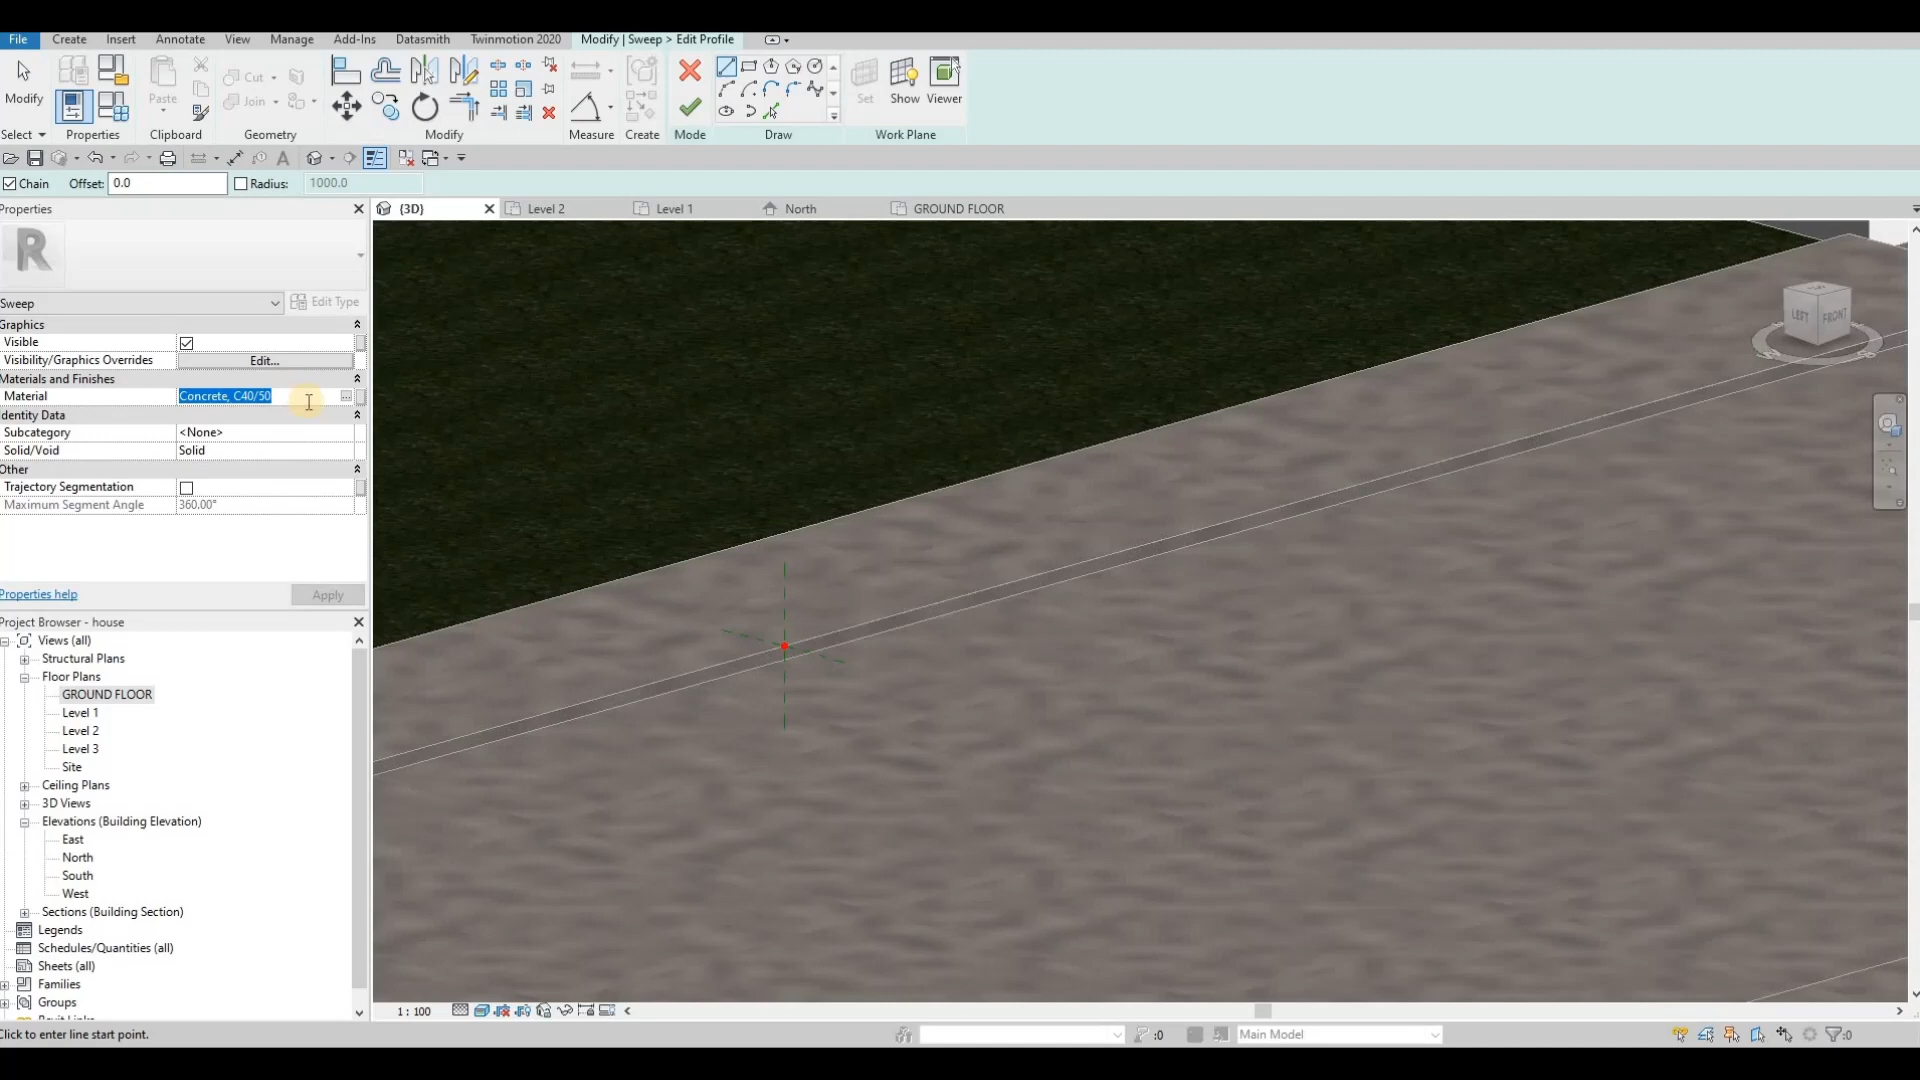 File Create Insert Annotate View Manage Add-Ins Datasmith Twinmotion 2020 Modify | Sweep > Edit Profile
Modify Paste Cut Join Set Show Viewer
Select Properties Clipboard Geometry Modify Measure Create Mode Draw Work Plane
Chain Offset: 0.0 Radius: 1000.0
Properties
{3D} Level 2 Level 1 North GROUND FLOOR
R
Sweep Edit Type
Graphics
Visible
Visibility/Graphics Overrides Edit...
Materials and Finishes
Material Concrete, C40/50
Identity Data
Subcategory <None>
Solid/Void Solid
Other
Trajectory Segmentation
Maximum Segment Angle 360.00°
Properties help Apply
LEFT FRONT
Project Browser - house
Views (all)
Structural Plans
Floor Plans
GROUND FLOOR
Level 1
Level 2
Level 3
Site
Ceiling Plans
3D Views
Elevations (Building Elevation)
East
North
South
West
Sections (Building Section)
Legends
Schedules/Quantities (all)
Sheets (all)
Families
Groups
Revit Links
1 : 100
Click to enter line start point. :0 Main Model :0